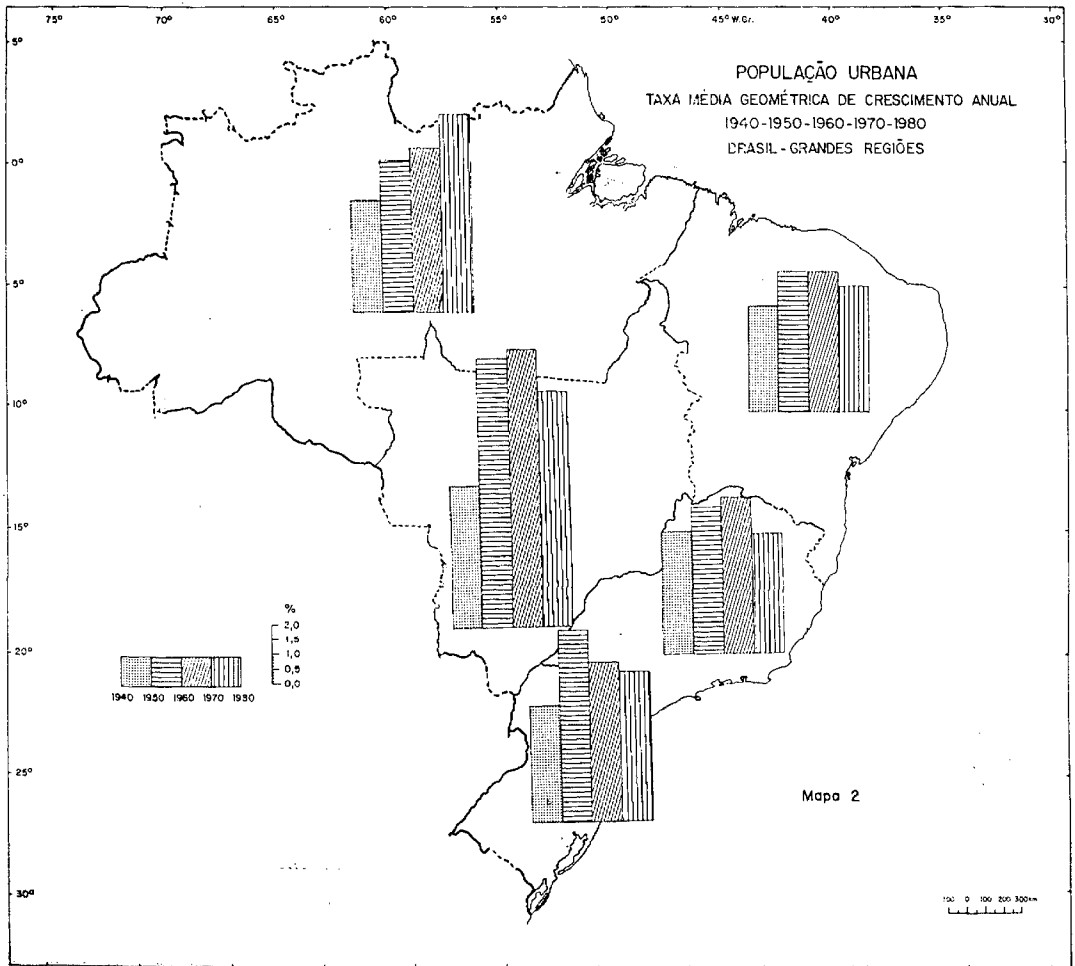 75° 70° 65° 60° 55° 50° 45° W.Gr. 40° 35° 30°
5°
0°
5°
10°
15°
20°
25°
30°
POPULAÇÃO URBANA
TAXA MÉDIA GEOMÉTRICA DE CRESCIMENTO ANUAL
1940-1950-1960-1970-1980
BRASIL - GRANDES REGIÕES
%
2,0
1,5
1,0
0,5
0,0
1940 1950 1960 1970 1980
Mapa 2
100 0 100 200 300km